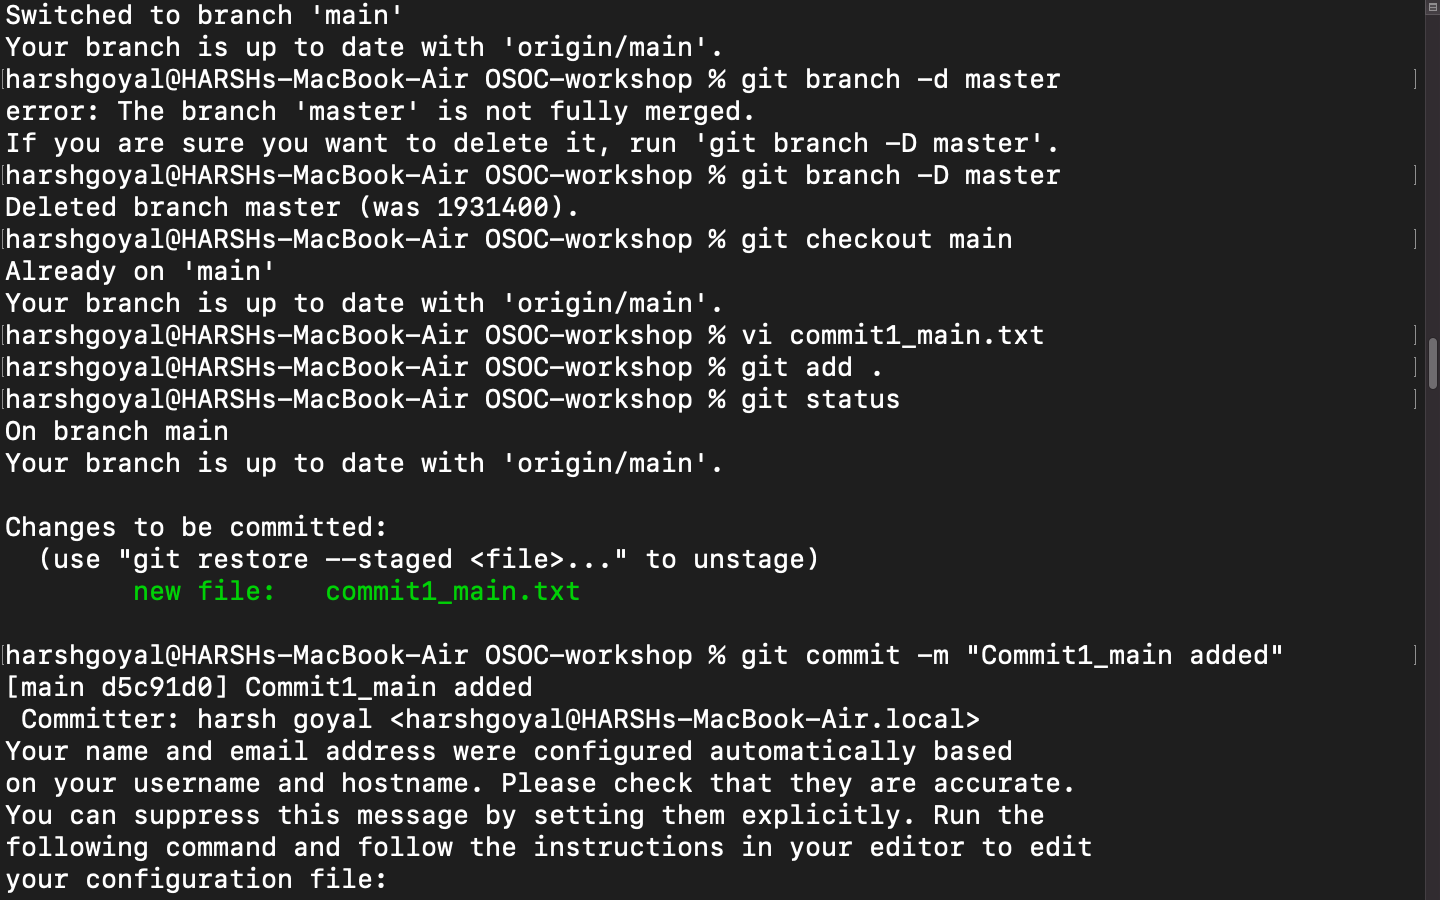 Switched to branch 'main'
Your branch is up to date with 'origin/main'.
[harshgoyal@HARSHs-MacBook-Air OSOC-workshop % git branch -d master ]
error: The branch 'master' is not fully merged.
If you are sure you want to delete it, run 'git branch -D master'.
[harshgoyal@HARSHs-MacBook-Air OSOC-workshop % git branch -D master ]
Deleted branch master (was 1931400).
[harshgoyal@HARSHs-MacBook-Air OSOC-workshop % git checkout main ]
Already on 'main'
Your branch is up to date with 'origin/main'.
[harshgoyal@HARSHs-MacBook-Air OSOC-workshop % vi commit1_main.txt ]
[harshgoyal@HARSHs-MacBook-Air OSOC-workshop % git add . ]
[harshgoyal@HARSHs-MacBook-Air OSOC-workshop % git status ]
On branch main
Your branch is up to date with 'origin/main'.
Changes to be committed:
  (use "git restore --staged <file>..." to unstage)
        new file:   commit1_main.txt
[harshgoyal@HARSHs-MacBook-Air OSOC-workshop % git commit -m "Commit1_main added" ]
[main d5c91d0] Commit1_main added
 Committer: harsh goyal <harshgoyal@HARSHs-MacBook-Air.local>
Your name and email address were configured automatically based
on your username and hostname. Please check that they are accurate.
You can suppress this message by setting them explicitly. Run the
following command and follow the instructions in your editor to edit
your configuration file: